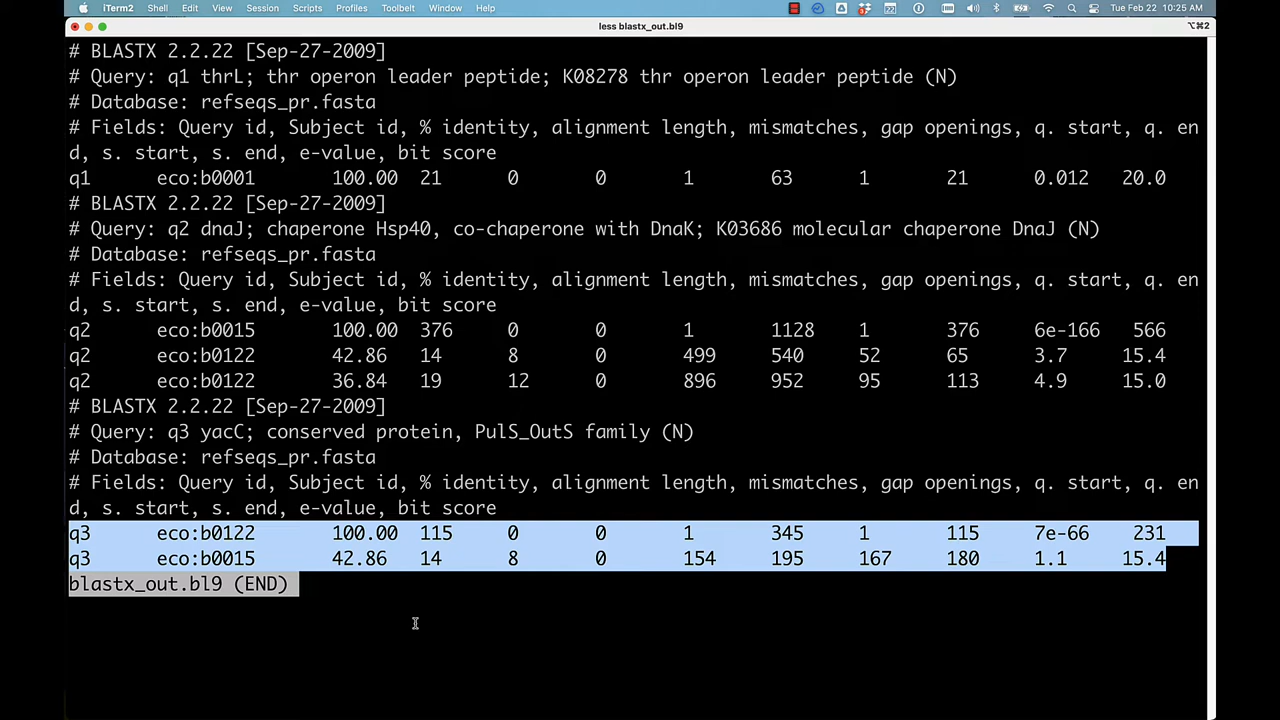 iTerm2 Shell Edit View Session Scripts Profiles Toolbelt Window Help Tue Feb 22 10:25 AM
less blastx_out.bl9 ⌥⌘2
# BLASTX 2.2.22 [Sep-27-2009]
# Query: q1 thrL; thr operon leader peptide; K08278 thr operon leader peptide (N)
# Database: refseqs_pr.fasta
# Fields: Query id, Subject id, % identity, alignment length, mismatches, gap openings, q. start, q. en
d, s. start, s. end, e-value, bit score
q1 eco:b0001 100.00 21 0 0 1 63 1 21 0.012 20.0
# BLASTX 2.2.22 [Sep-27-2009]
# Query: q2 dnaJ; chaperone Hsp40, co-chaperone with DnaK; K03686 molecular chaperone DnaJ (N)
# Database: refseqs_pr.fasta
# Fields: Query id, Subject id, % identity, alignment length, mismatches, gap openings, q. start, q. en
d, s. start, s. end, e-value, bit score
q2 eco:b0015 100.00 376 0 0 1 1128 1 376 6e-166 566
q2 eco:b0122 42.86 14 8 0 499 540 52 65 3.7 15.4
q2 eco:b0122 36.84 19 12 0 896 952 95 113 4.9 15.0
# BLASTX 2.2.22 [Sep-27-2009]
# Query: q3 yacC; conserved protein, PulS_OutS family (N)
# Database: refseqs_pr.fasta
# Fields: Query id, Subject id, % identity, alignment length, mismatches, gap openings, q. start, q. en
d, s. start, s. end, e-value, bit score
q3 eco:b0122 100.00 115 0 0 1 345 1 115 7e-66 231
q3 eco:b0015 42.86 14 8 0 154 195 167 180 1.1 15.4
blastx_out.bl9 (END)